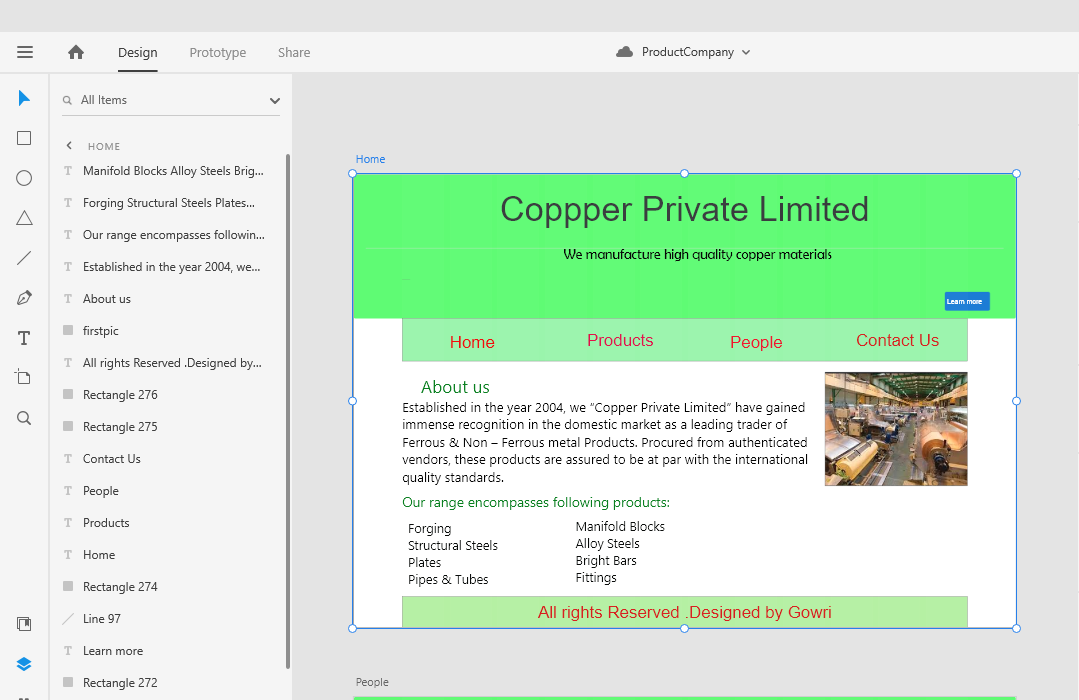 Design
Prototype
Share
ProductCompany
All Items
HOME
Manifold Blocks Alloy Steels Brig...
Forging Structural Steels Plates...
Our range encompasses followin...
Established in the year 2004, we...
About us
firstpic
All rights Reserved .Designed by...
Rectangle 276
Rectangle 275
Contact Us
People
Products
Home
Rectangle 274
Line 97
Learn more
Rectangle 272
Home
Coppper Private Limited
We manufacture high quality copper materials
Learn more
Home
Products
People
Contact Us
About us
Established in the year 2004, we “Copper Private Limited” have gained
immense recognition in the domestic market as a leading trader of
Ferrous & Non – Ferrous metal Products. Procured from authenticated
vendors, these products are assured to be at par with the international
quality standards.
Our range encompasses following products:
Forging
Structural Steels
Plates
Pipes & Tubes
Manifold Blocks
Alloy Steels
Bright Bars
Fittings
All rights Reserved .Designed by Gowri
People